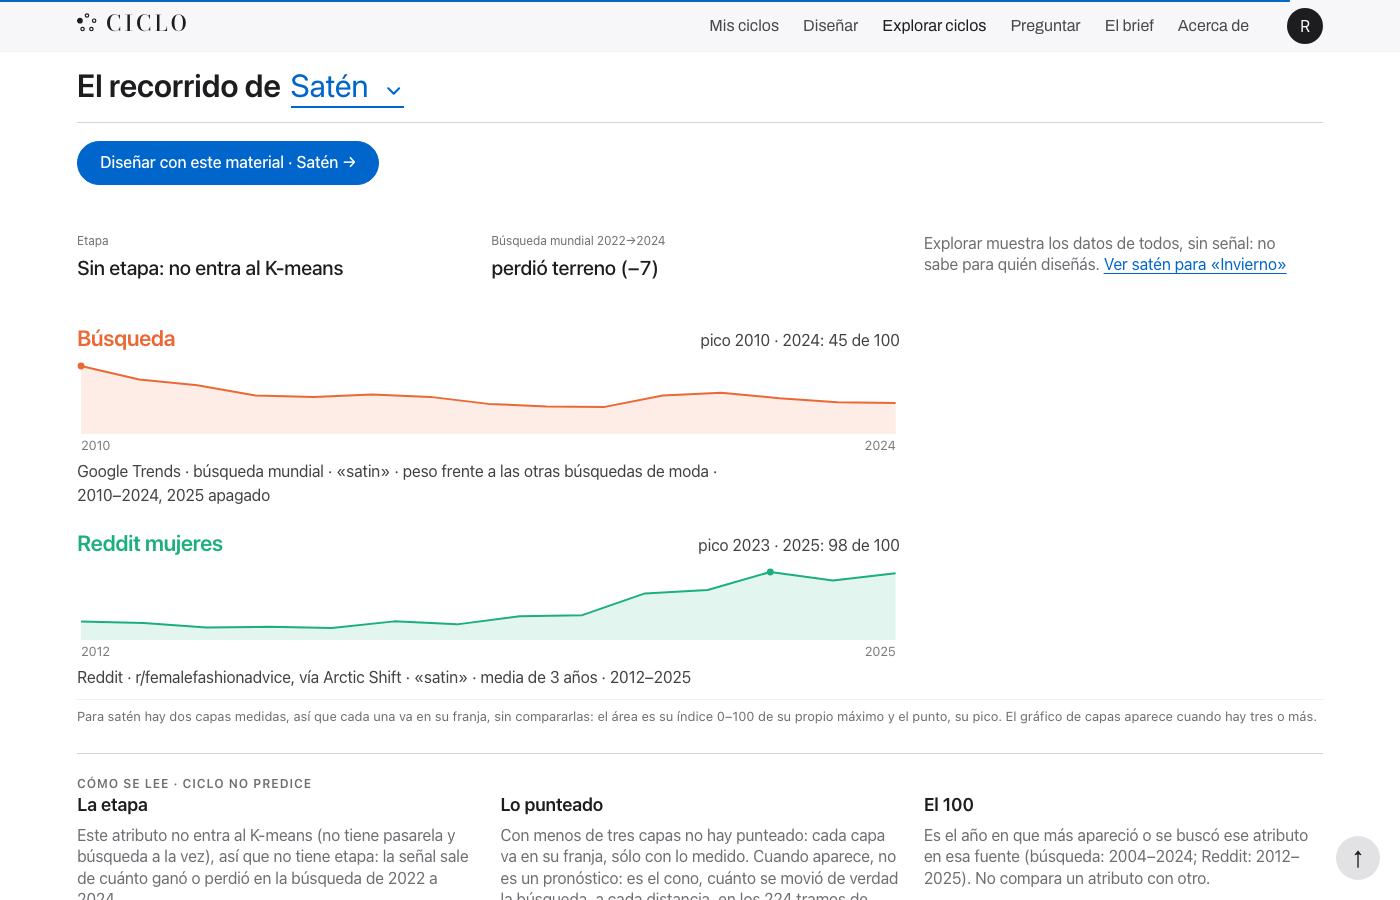 CICLO
Mis ciclos
Diseñar
Explorar ciclos
Preguntar
El brief
Acerca de
R
El recorrido de Satén
Diseñar con este material · Satén →
Etapa
Sin etapa: no entra al K-means
Búsqueda mundial 2022→2024
perdió terreno (−7)
Explorar muestra los datos de todos, sin señal: no
sabe para quién diseñás. Ver satén para «Invierno»
Búsqueda
pico 2010 · 2024: 45 de 100
2010
2024
Google Trends · búsqueda mundial · «satin» · peso frente a las otras búsquedas de moda ·
2010–2024, 2025 apagado
Reddit mujeres
pico 2023 · 2025: 98 de 100
2012
2025
Reddit · r/femalefashionadvice, vía Arctic Shift · «satin» · media de 3 años · 2012–2025
Para satén hay dos capas medidas, así que cada una va en su franja, sin compararlas: el área es su índice 0–100 de su propio máximo y el punto, su pico. El gráfico de capas aparece cuando hay tres o más.
CÓMO SE LEE · CICLO NO PREDICE
La etapa
Este atributo no entra al K-means (no tiene pasarela y
búsqueda a la vez), así que no tiene etapa: la señal sale
de cuánto ganó o perdió en la búsqueda de 2022 a
2024.
Lo punteado
Con menos de tres capas no hay punteado: cada capa
va en su franja, sólo con lo medido. Cuando aparece, no
es un pronóstico: es el cono, cuánto se movió de verdad
la búsqueda, a cada distancia, en los 224 tramos de
El 100
Es el año en que más apareció o se buscó ese atributo
en esa fuente (búsqueda: 2004–2024; Reddit: 2012–
2025). No compara un atributo con otro.
↑